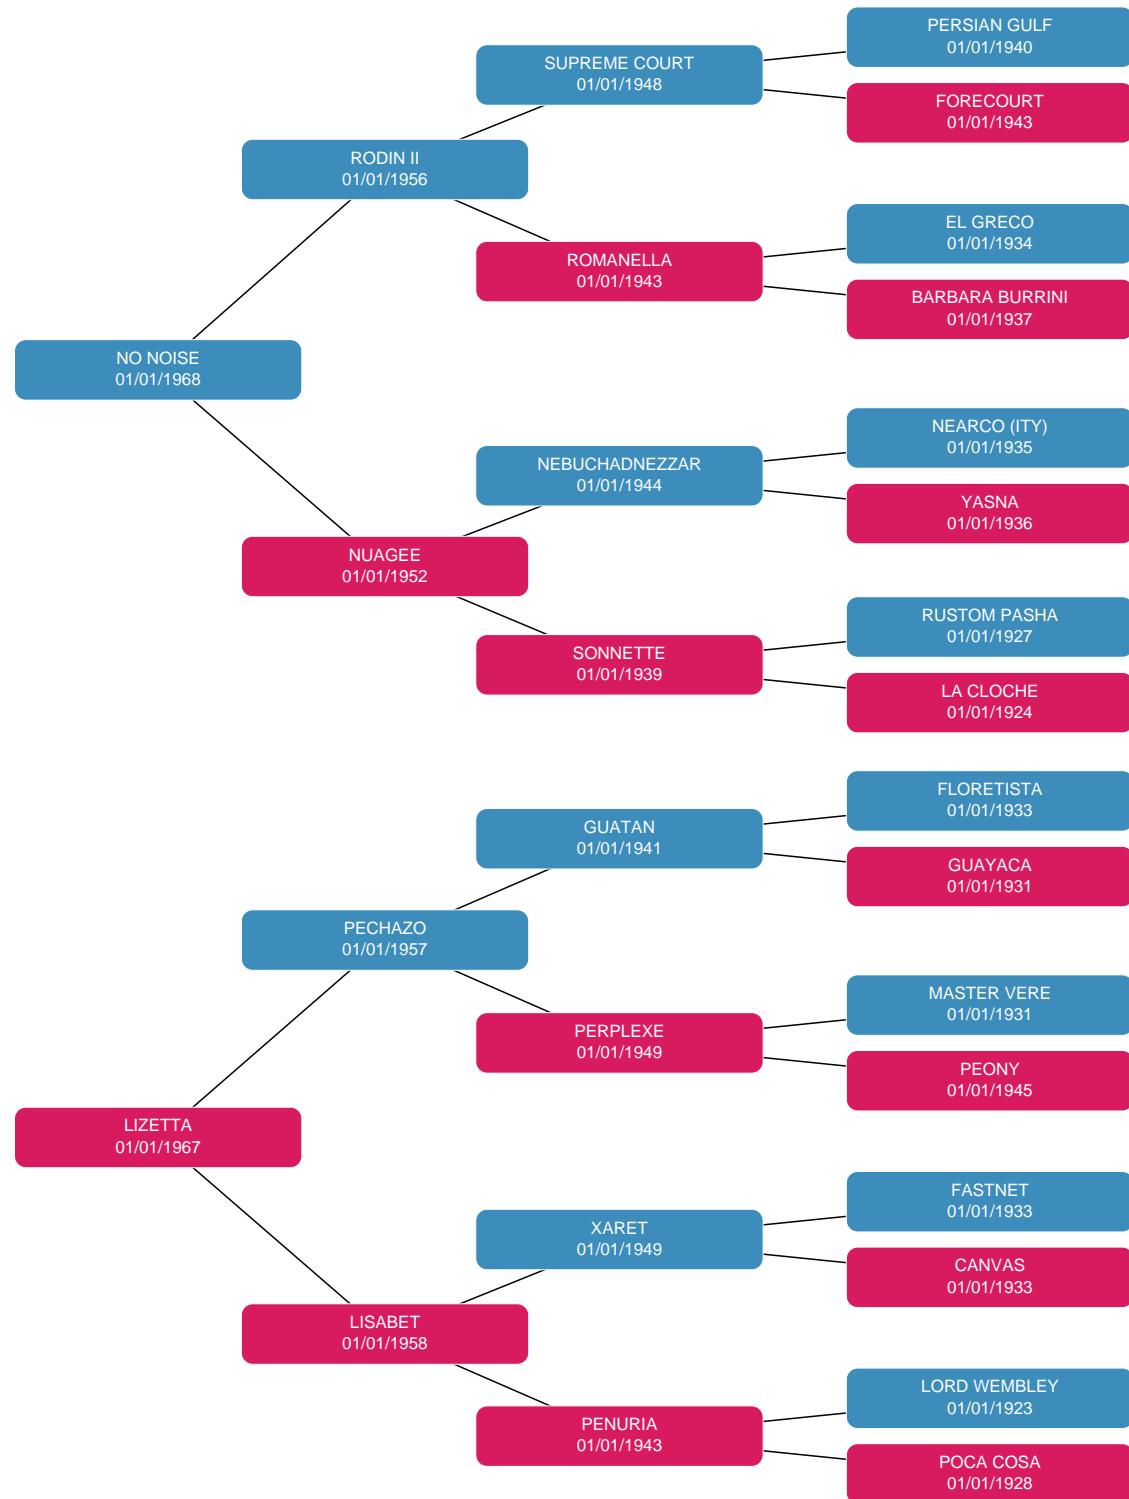 PERSIAN GULF
01/01/1940
SUPREME COURT
01/01/1948
FORECOURT
01/01/1943
RODIN II
01/01/1956
EL GRECO
01/01/1934
ROMANELLA
01/01/1943
BARBARA BURRINI
01/01/1937
NO NOISE
01/01/1968
NEARCO (ITY)
01/01/1935
NEBUCHADNEZZAR
01/01/1944
YASNA
01/01/1936
NUAGEE
01/01/1952
RUSTOM PASHA
01/01/1927
SONNETTE
01/01/1939
LA CLOCHE
01/01/1924
FLORETISTA
01/01/1933
GUATAN
01/01/1941
GUAYACA
01/01/1931
PECHAZO
01/01/1957
MASTER VERE
01/01/1931
PERPLEXE
01/01/1949
PEONY
01/01/1945
LIZETTA
01/01/1967
FASTNET
01/01/1933
XARET
01/01/1949
CANVAS
01/01/1933
LISABET
01/01/1958
LORD WEMBLEY
01/01/1923
PENURIA
01/01/1943
POCA COSA
01/01/1928